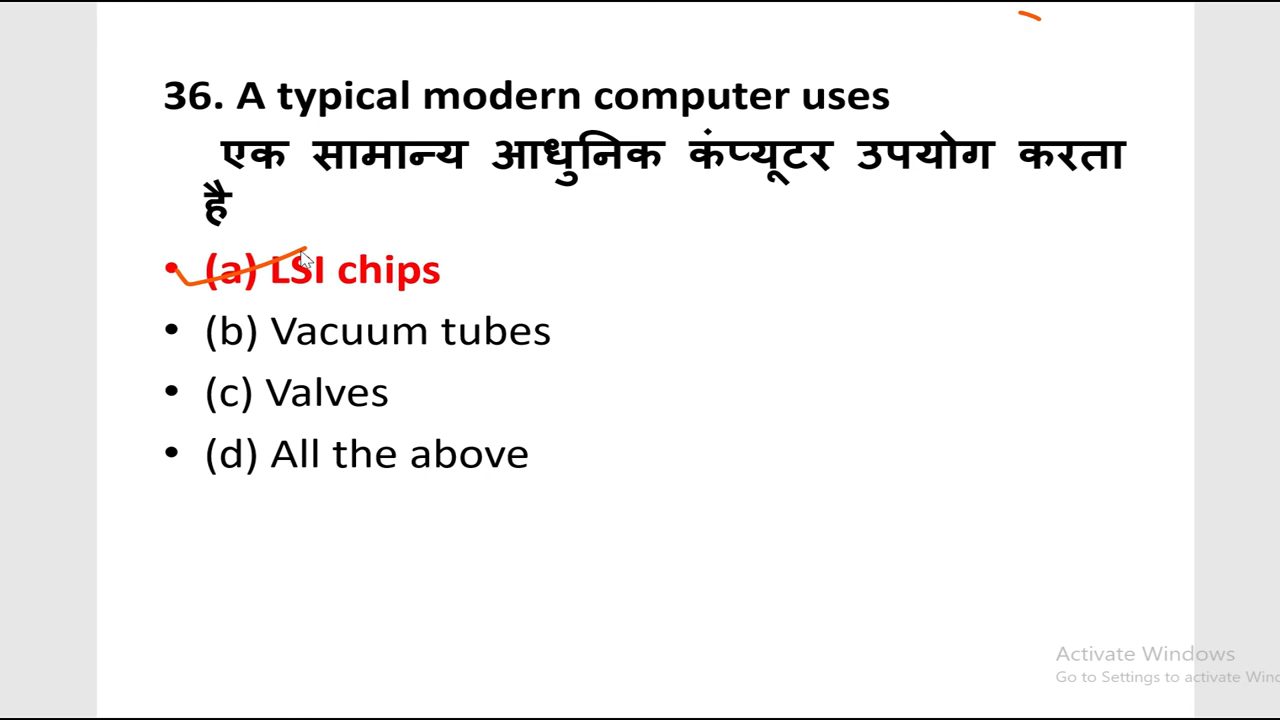 36. A typical modern computer uses
एक सामान्य आधुनिक कंप्यूटर उपयोग करता
है
• (a) LSI chips
• (b) Vacuum tubes
• (c) Valves
• (d) All the above
Activate Windows
Go to Settings to activate Win